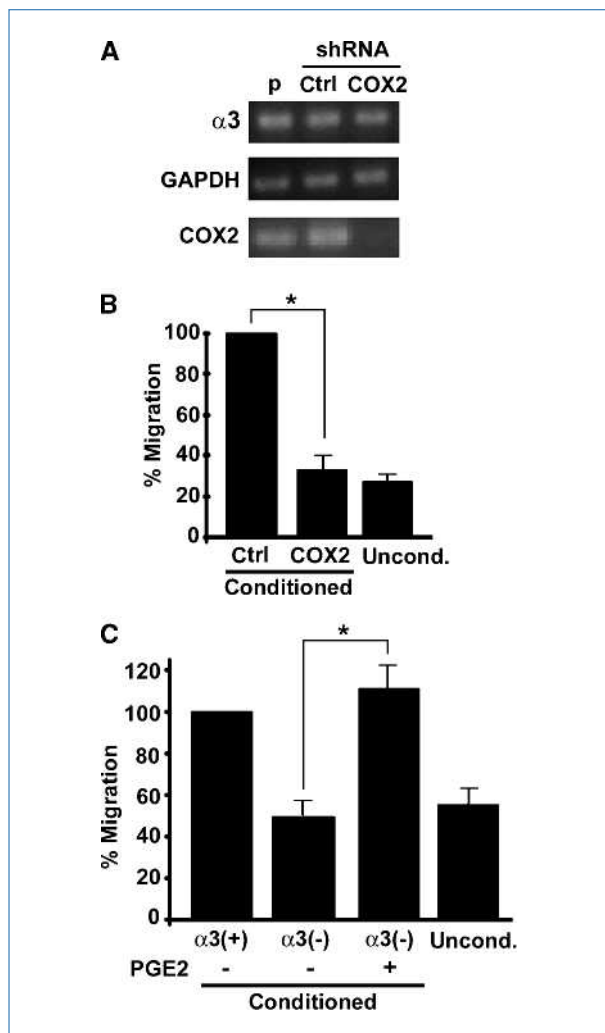 A
shRNA
p Ctrl COX2
α3
GAPDH
COX2
B
*
% Migration
100
80
60
40
20
0
Ctrl COX2 Uncond.
Conditioned
C
*
% Migration
120
100
80
60
40
20
0
α3(+) α3(-) α3(-) Uncond.
PGE2 - - +
Conditioned